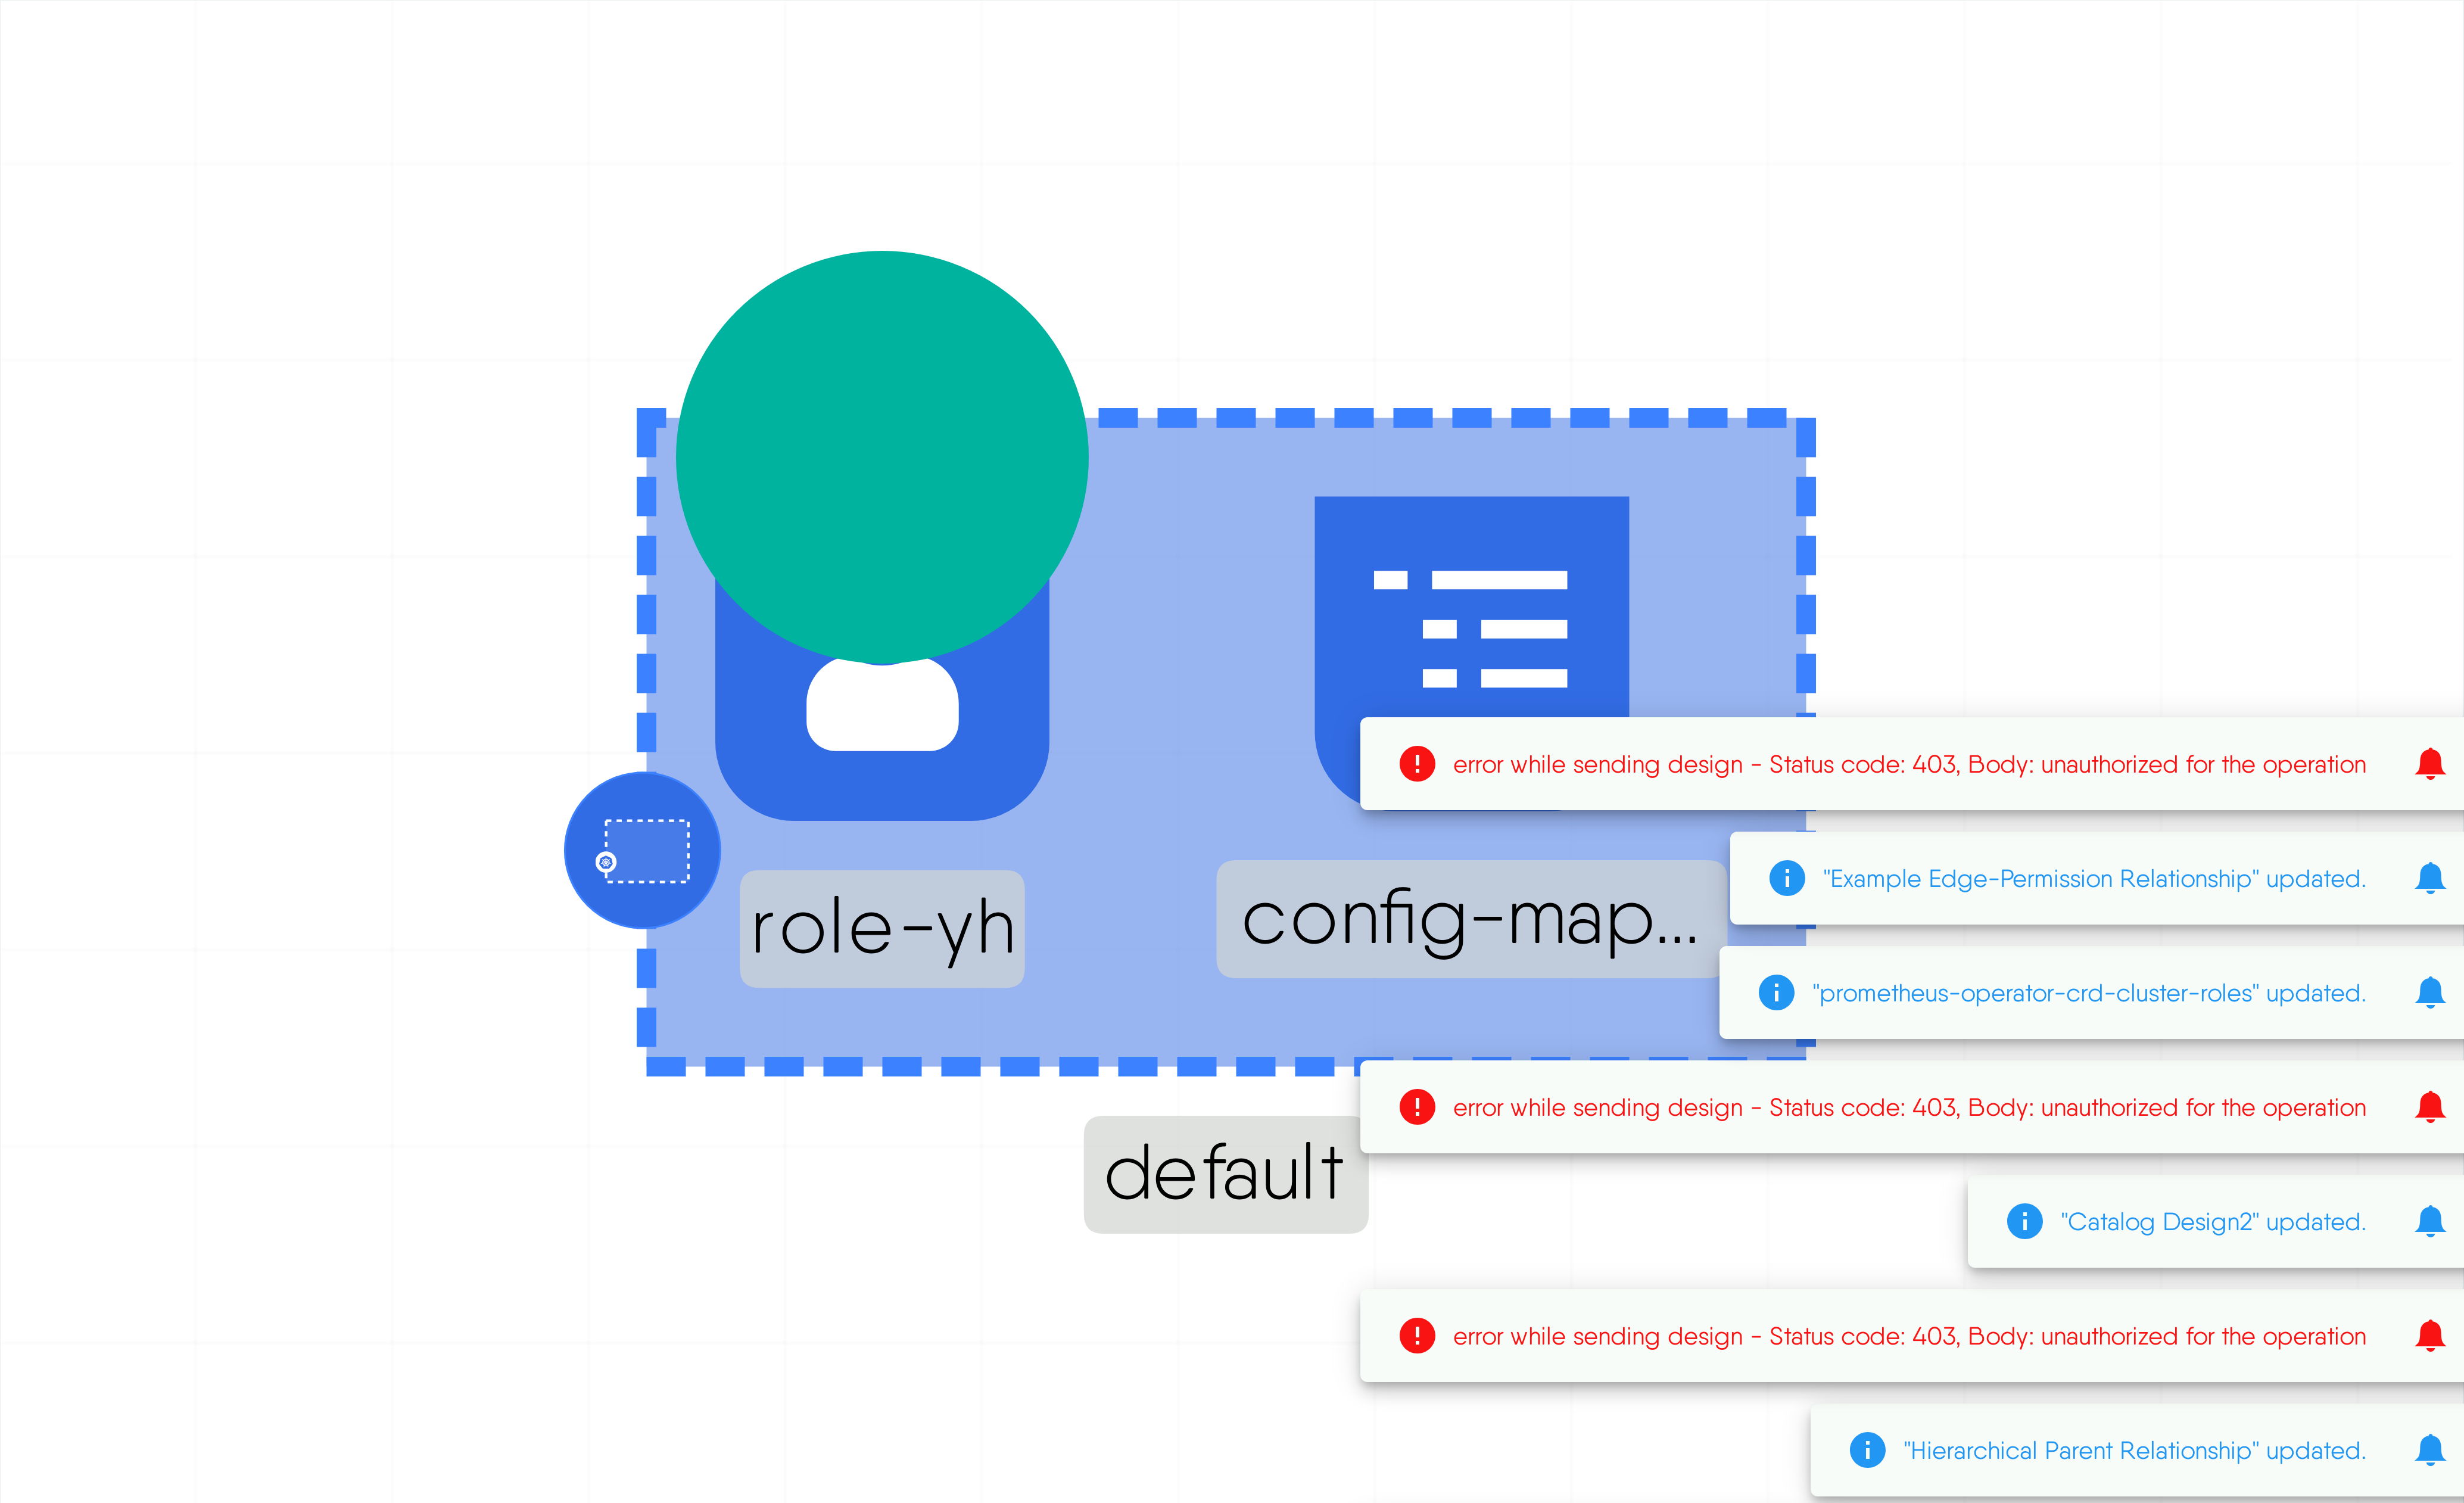 error while sending design - Status code: 403, Body: unauthorized for the operation
"Example Edge-Permission Relationship" updated.
role-yh
config-map...
"prometheus-operator-crd-cluster-roles" updated.
error while sending design - Status code: 403, Body: unauthorized for the operation
default
"Catalog Design2" updated.
error while sending design - Status code: 403, Body: unauthorized for the operation
"Hierarchical Parent Relationship" updated.